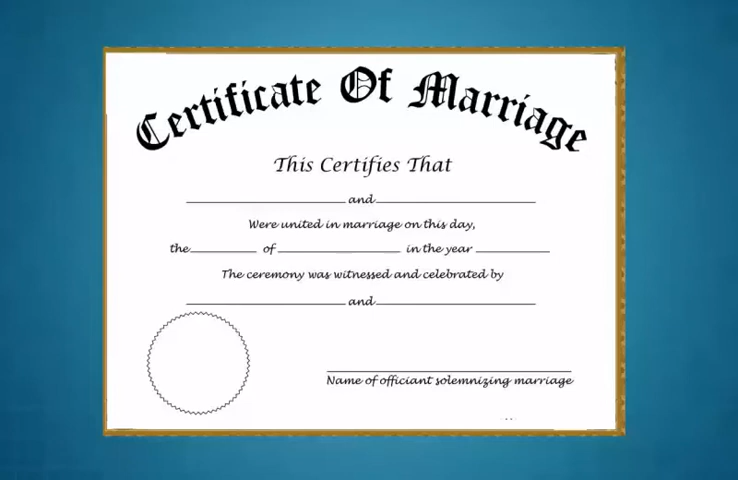 Certificate Of Marriage
This Certifies That
and
Were united in marriage on this day,
the of in the year
The ceremony was witnessed and celebrated by
and
Name of officiant solemnizing marriage